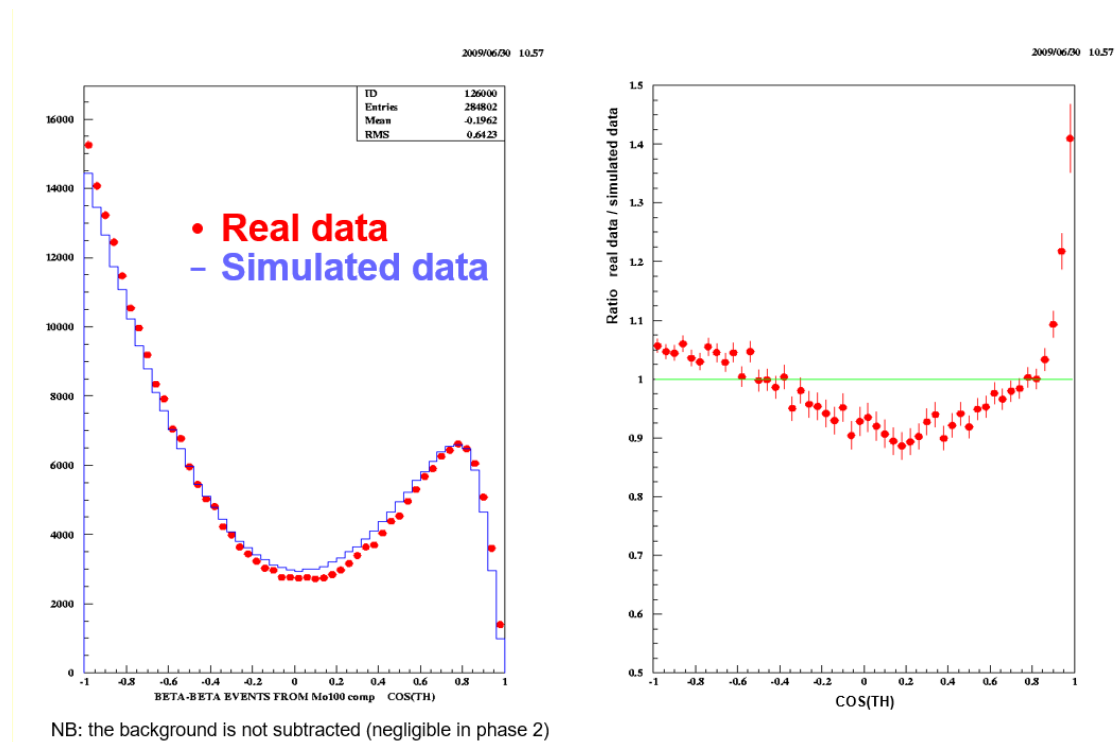 2009/06/30 10.57
ID 126000
Entries 284802
Mean -0.1962
RMS 0.6423
16000
14000
12000
10000
8000
6000
4000
2000
0
• Real data
– Simulated data
-1 -0.8 -0.6 -0.4 -0.2 0 0.2 0.4 0.6 0.8 1
BETA-BETA EVENTS FROM Mo100 comp COS(TH)
NB: the background is not subtracted (negligible in phase 2)
2009/06/30 10.57
Ratio real data / simulated data
1.5
1.4
1.3
1.2
1.1
1
0.9
0.8
0.7
0.6
0.5
-1 -0.8 -0.6 -0.4 -0.2 0 0.2 0.4 0.6 0.8 1
COS(TH)